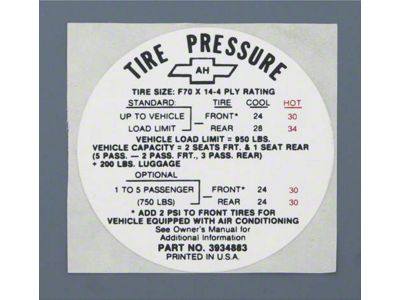 TIRE PRESSURE
AH
TIRE SIZE: F70 X 14-4 PLY RATING
STANDARD: TIRE COOL HOT
UP TO VEHICLE FRONT* 24 30
LOAD LIMIT REAR 28 34
VEHICLE LOAD LIMIT = 950 LBS.
VEHICLE CAPACITY = 2 SEATS FRT. & 1 SEAT REAR
(5 PASS. — 2 PASS. FRT., 3 PASS. REAR)
+ 200 LBS. LUGGAGE
OPTIONAL
1 TO 5 PASSENGER FRONT* 24 30
(750 LBS) REAR 24 30
* ADD 2 PSI TO FRONT TIRES FOR
VEHICLE EQUIPPED WITH AIR CONDITIONING
See Owner's Manual for
Additional Information
PART NO. 3934883
PRINTED IN U.S.A.